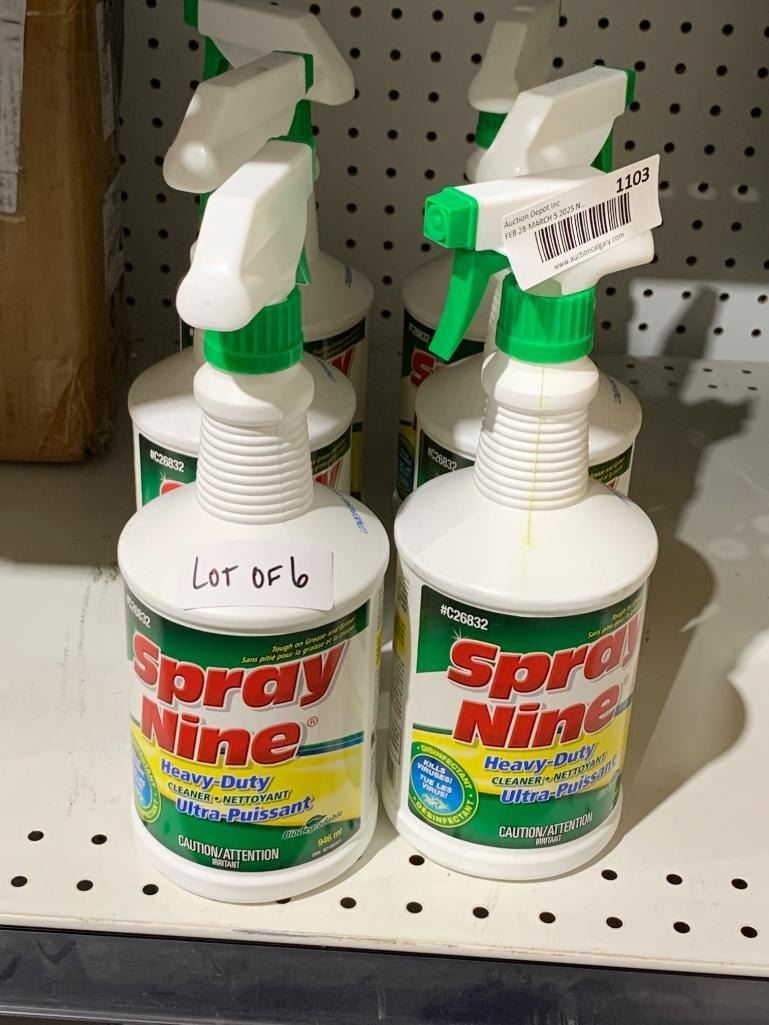 1103
Auction Depot Inc
FEB 28-MARCH 5 2025 N...
www.auctioncalgary.com
#C26832
#C26832
#C26832
LOT OF 6
#C26832
Tough on Grease and Grime!
Sans pitié pour la graisse et la crasse!
Spray
Nine®
Heavy-Duty
CLEANER • NETTOYANT
Ultra-Puissant
Biodegradable
946 ml
CAUTION/ATTENTION
IRRITANT
#C26832
Spray
Nine®
Heavy-Duty
CLEANER • NETTOYANT
Ultra-Puissant
DISINFECTANT
KILLS
VIRUSES!
TUE LES
VIRUS!
DÉSINFECTANT
CAUTION/ATTENTION
IRRITANT